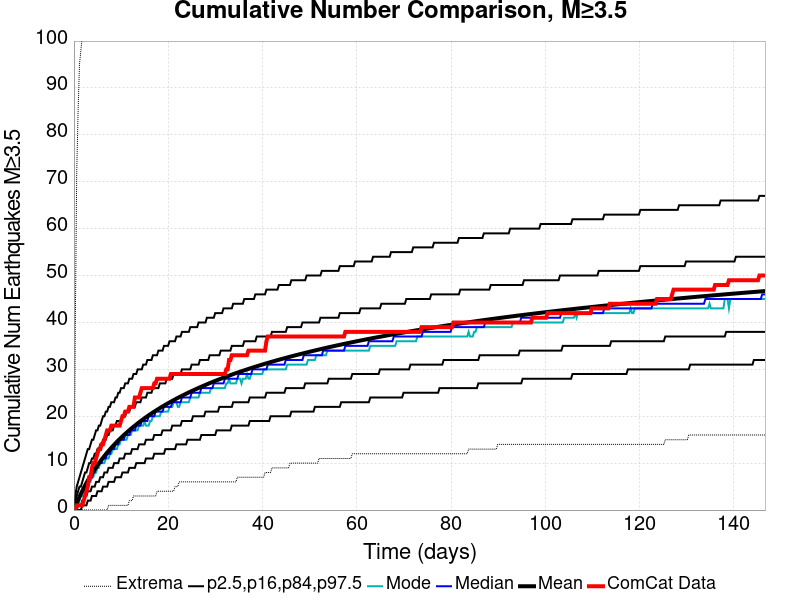 Cumulative Number Comparison, M≥3.5
Cumulative Num Earthquakes M≥3.5
100
90
80
70
60
50
40
30
20
10
0
0 20 40 60 80 100 120 140
Time (days)
Extrema p2.5,p16,p84,p97.5 Mode Median Mean ComCat Data